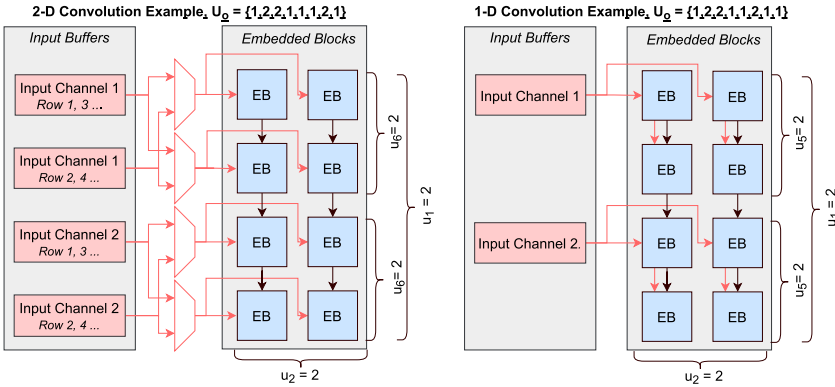 2-D Convolution Example, Uo = {1,2,2,1,1,1,2,1}
Input Buffers
Embedded Blocks
Input Channel 1
Row 1, 3 ...
Input Channel 1
Row 2, 4 ...
Input Channel 2
Row 1, 3 ...
Input Channel 2
Row 2, 4 ...
EB
EB
EB
EB
EB
EB
EB
EB
u6= 2
u6= 2
u1 = 2
u2 = 2
1-D Convolution Example, Uo = {1,2,2,1,1,2,1,1}
Input Buffers
Embedded Blocks
Input Channel 1
Input Channel 2.
EB
EB
EB
EB
EB
EB
EB
EB
u5= 2
u5= 2
u1 = 2
u2 = 2